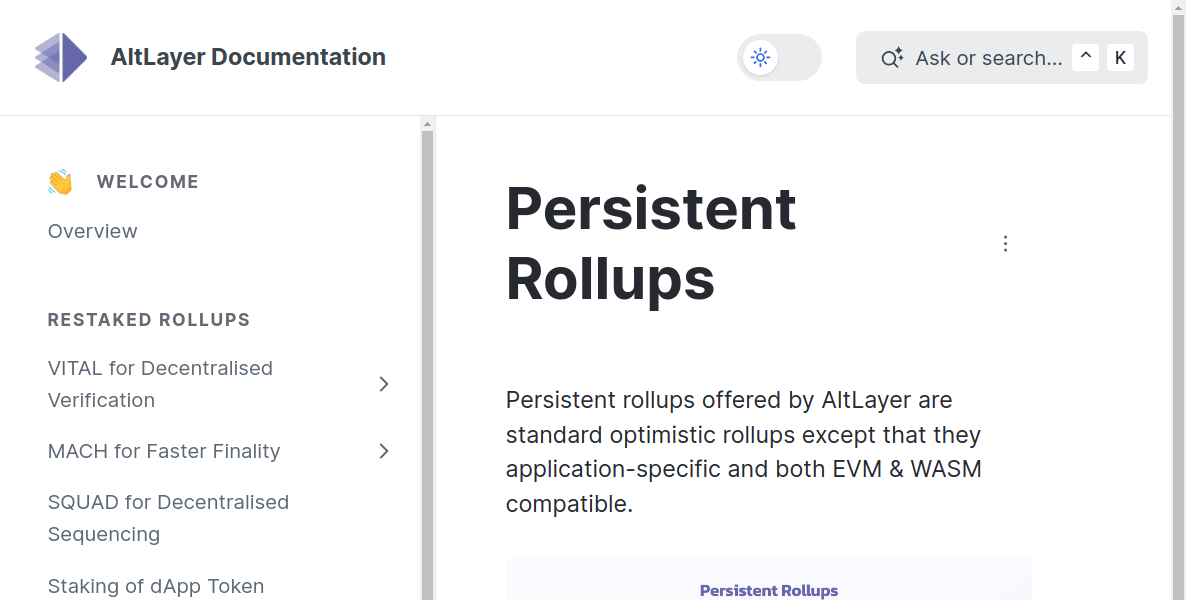 AltLayer Documentation
Ask or search... ^ K
WELCOME
Overview
RESTAKED ROLLUPS
VITAL for Decentralised
Verification
MACH for Faster Finality
SQUAD for Decentralised
Sequencing
Staking of dApp Token
Persistent
Rollups
Persistent rollups offered by AltLayer are
standard optimistic rollups except that they
application-specific and both EVM & WASM
compatible.
Persistent Rollups